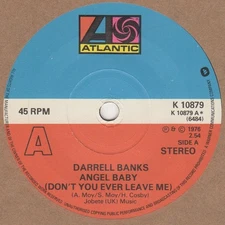 ATLANTIC
45 RPM
K 10879
K 10879 A*
(6484)
℗ © 1976
2.54
SIDE A
STEREO
A
DARRELL BANKS
ANGEL BABY
(DON'T YOU EVER LEAVE ME)
(A. Moy/S. Moy/H. Cosby)
Jobete (UK) Music